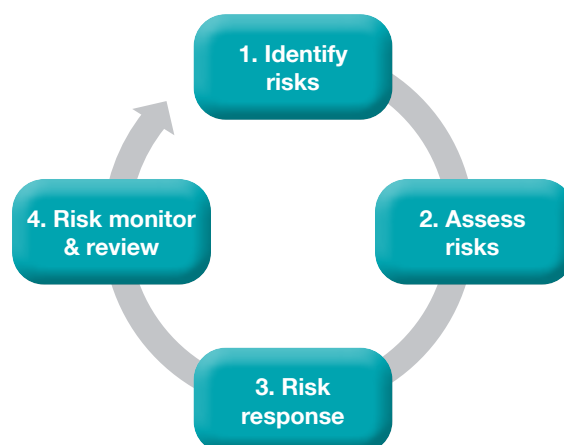 1. Identify
risks
2. Assess
risks
3. Risk
response
4. Risk monitor
& review